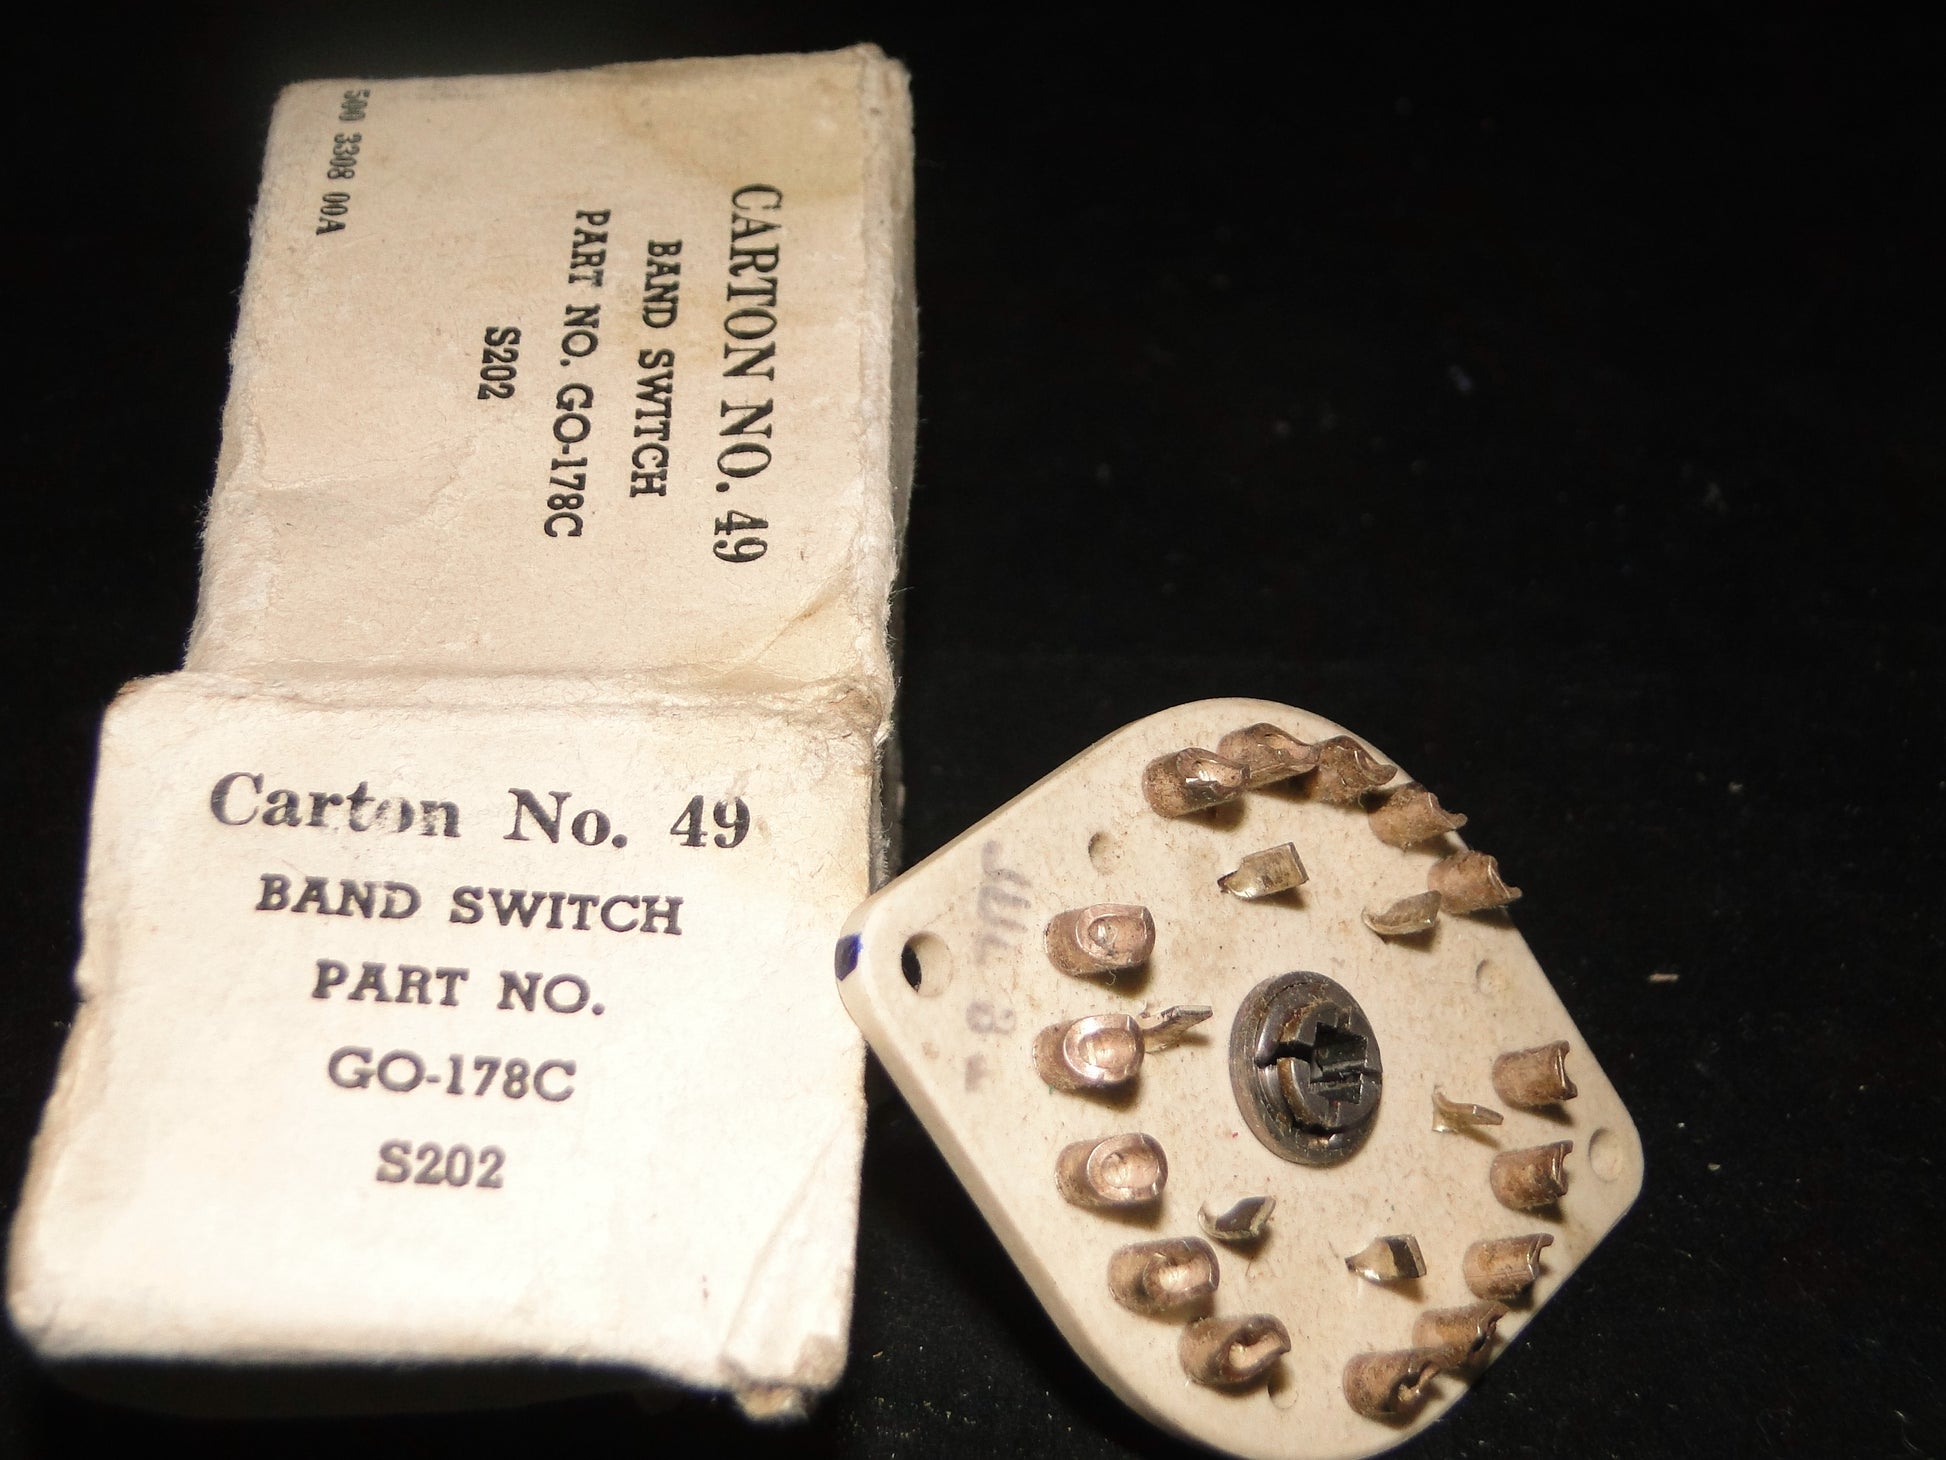 CARTON NO. 49
BAND SWITCH
PART NO. GO-178C
S202
500 3308 00A
Carton No. 49
BAND SWITCH
PART NO.
GO-178C
S202